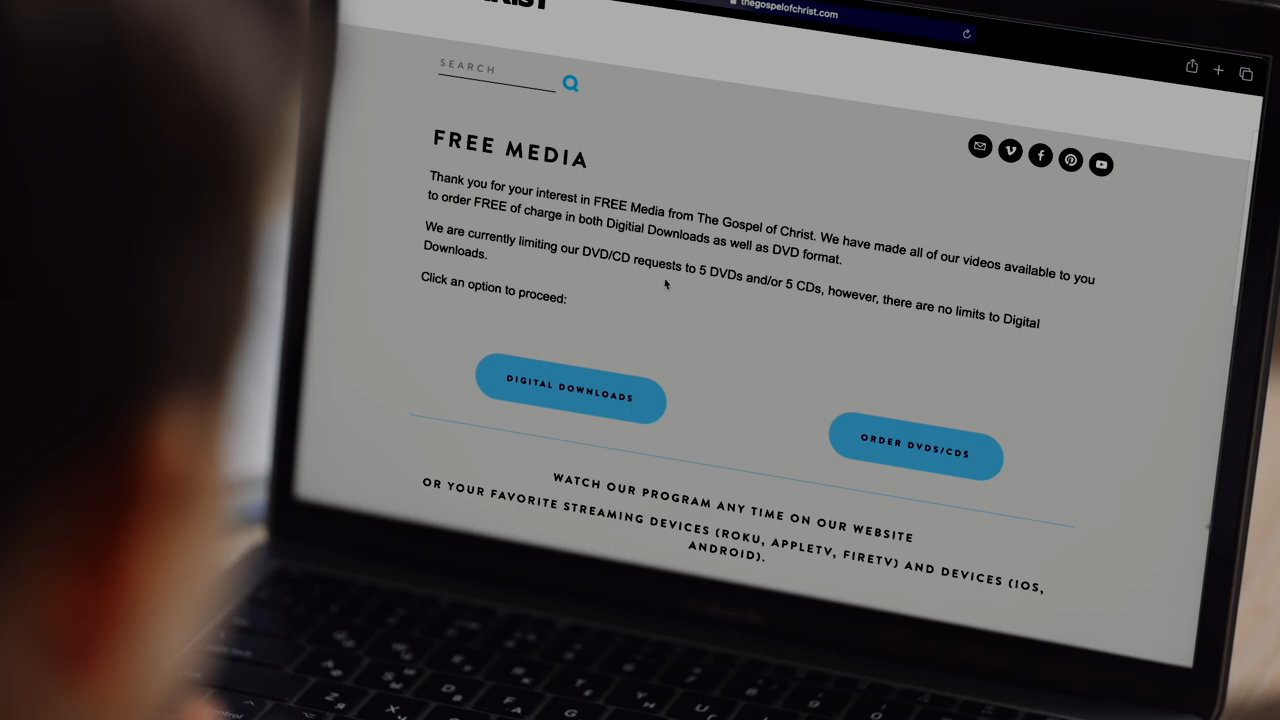 thegospelofchrist.com
SEARCH
FREE MEDIA
Thank you for your interest in FREE Media from The Gospel of Christ. We have made all of our videos available to you
to order FREE of charge in both Digitial Downloads as well as DVD format.
We are currently limiting our DVD/CD requests to 5 DVDs and/or 5 CDs, however, there are no limits to Digital
Downloads.
Click an option to proceed:
DIGITAL DOWNLOADS
ORDER DVDS/CDS
WATCH OUR PROGRAM ANY TIME ON OUR WEBSITE
OR YOUR FAVORITE STREAMING DEVICES (ROKU, APPLETV, FIRETV) AND DEVICES (IOS,
ANDROID).